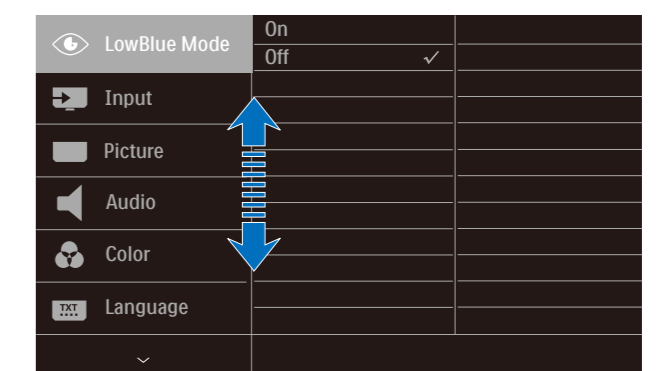 LowBlue Mode
On
Off
Input
Picture
Audio
Color
TXT
Language